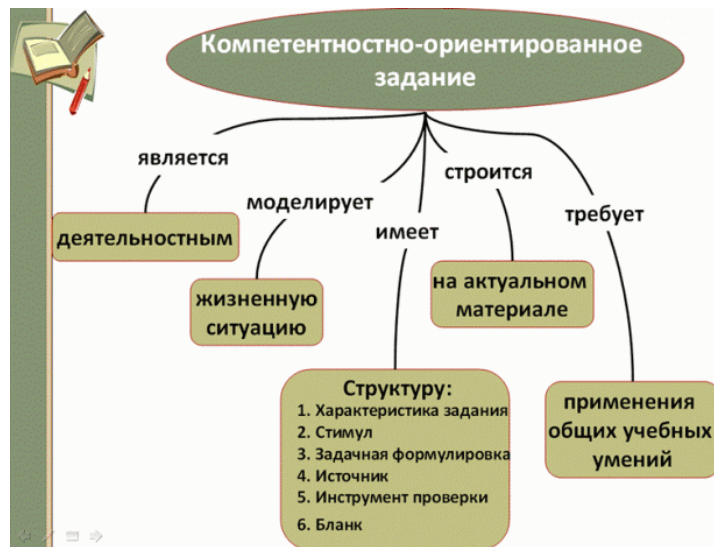 Компетентностно-ориентированное
задание
является
деятельностным
моделирует
жизненную
ситуацию
имеет
Структуру:
1. Характеристика задания
2. Стимул
3. Задачная формулировка
4. Источник
5. Инструмент проверки
6. Бланк
строится
на актуальном
материале
требует
применения
общих учебных
умений